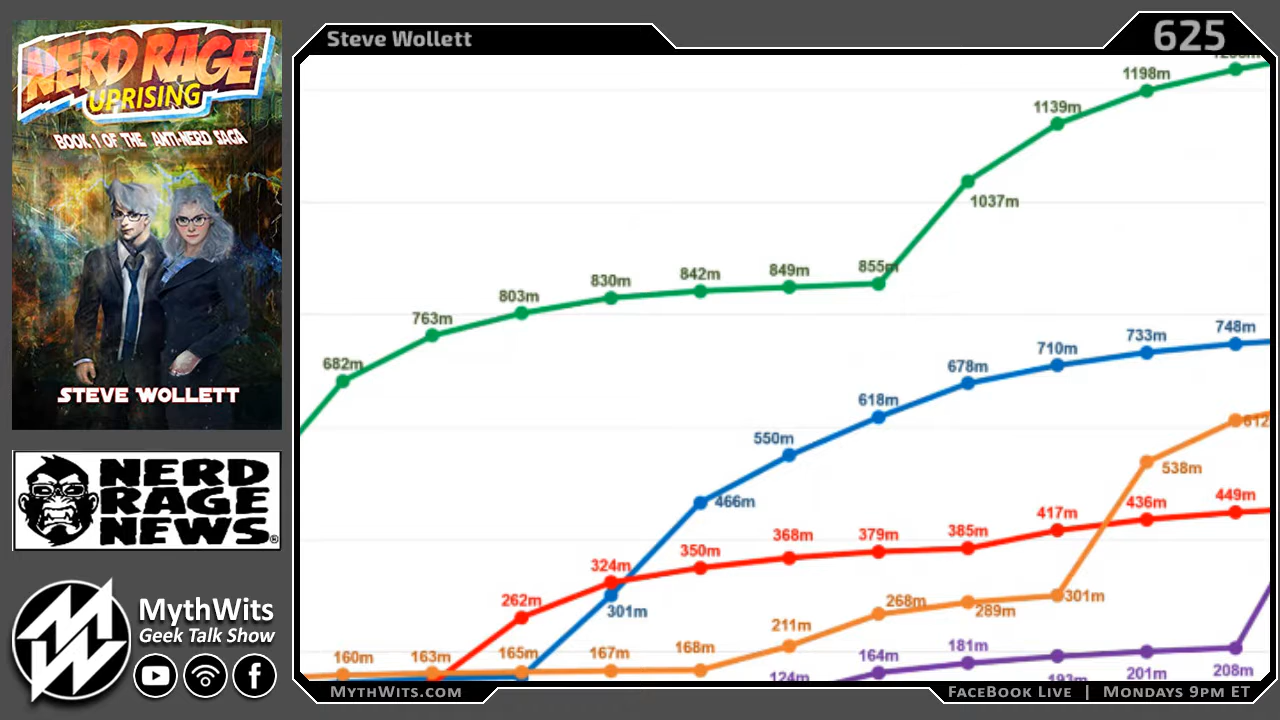 NERD RAGE
UPRISING
BOOK 1 OF THE ANTI-NERD SAGA
STEVE WOLLETT
NERD
RAGE
NEWS®
MythWits
Geek Talk Show
Steve Wollett
625
1198m
1139m
1037m
855m
849m
842m
830m
803m
763m
682m
748m
733m
710m
678m
618m
550m
466m
301m
612
538m
301m
289m
268m
211m
168m
167m
165m
163m
160m
449m
436m
417m
385m
379m
368m
350m
324m
262m
124m
164m
181m
193m
201m
208m
MythWits.com
FaceBook Live | Mondays 9pm ET